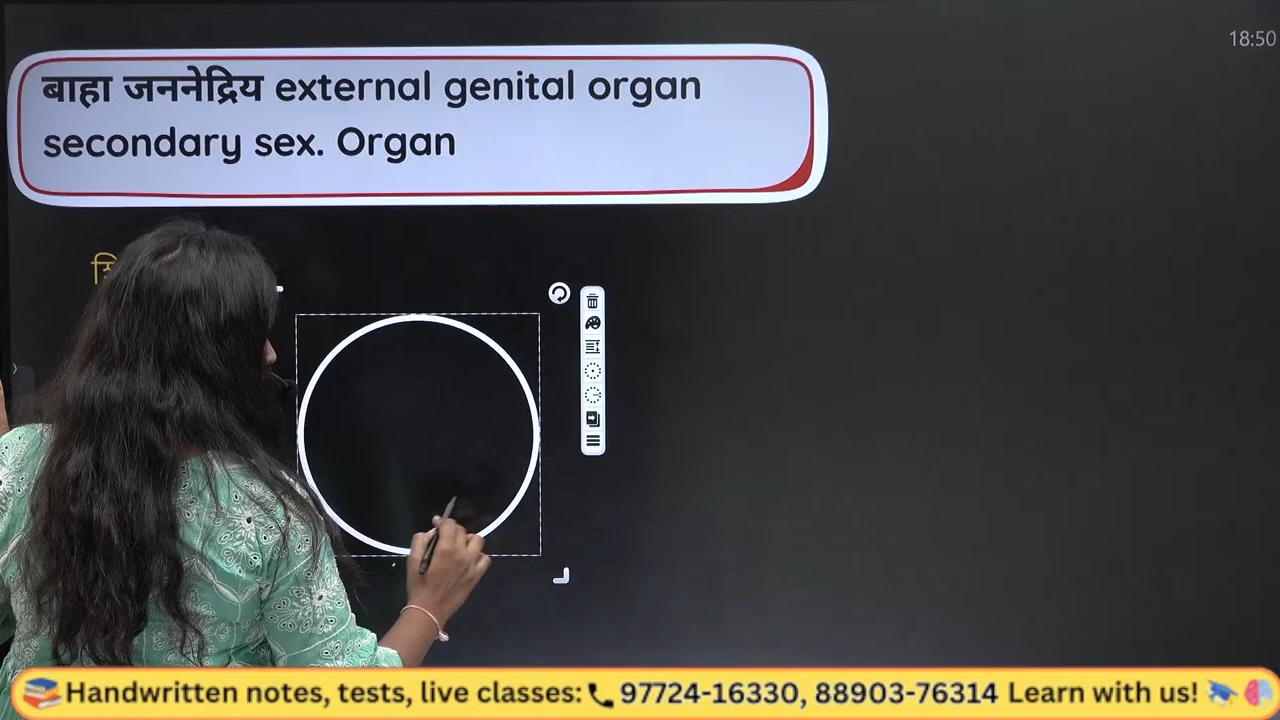 18:50
बाहा जननेद्रिय external genital organ
secondary sex. Organ
Handwritten notes, tests, live classes: 97724-16330, 88903-76314 Learn with us!